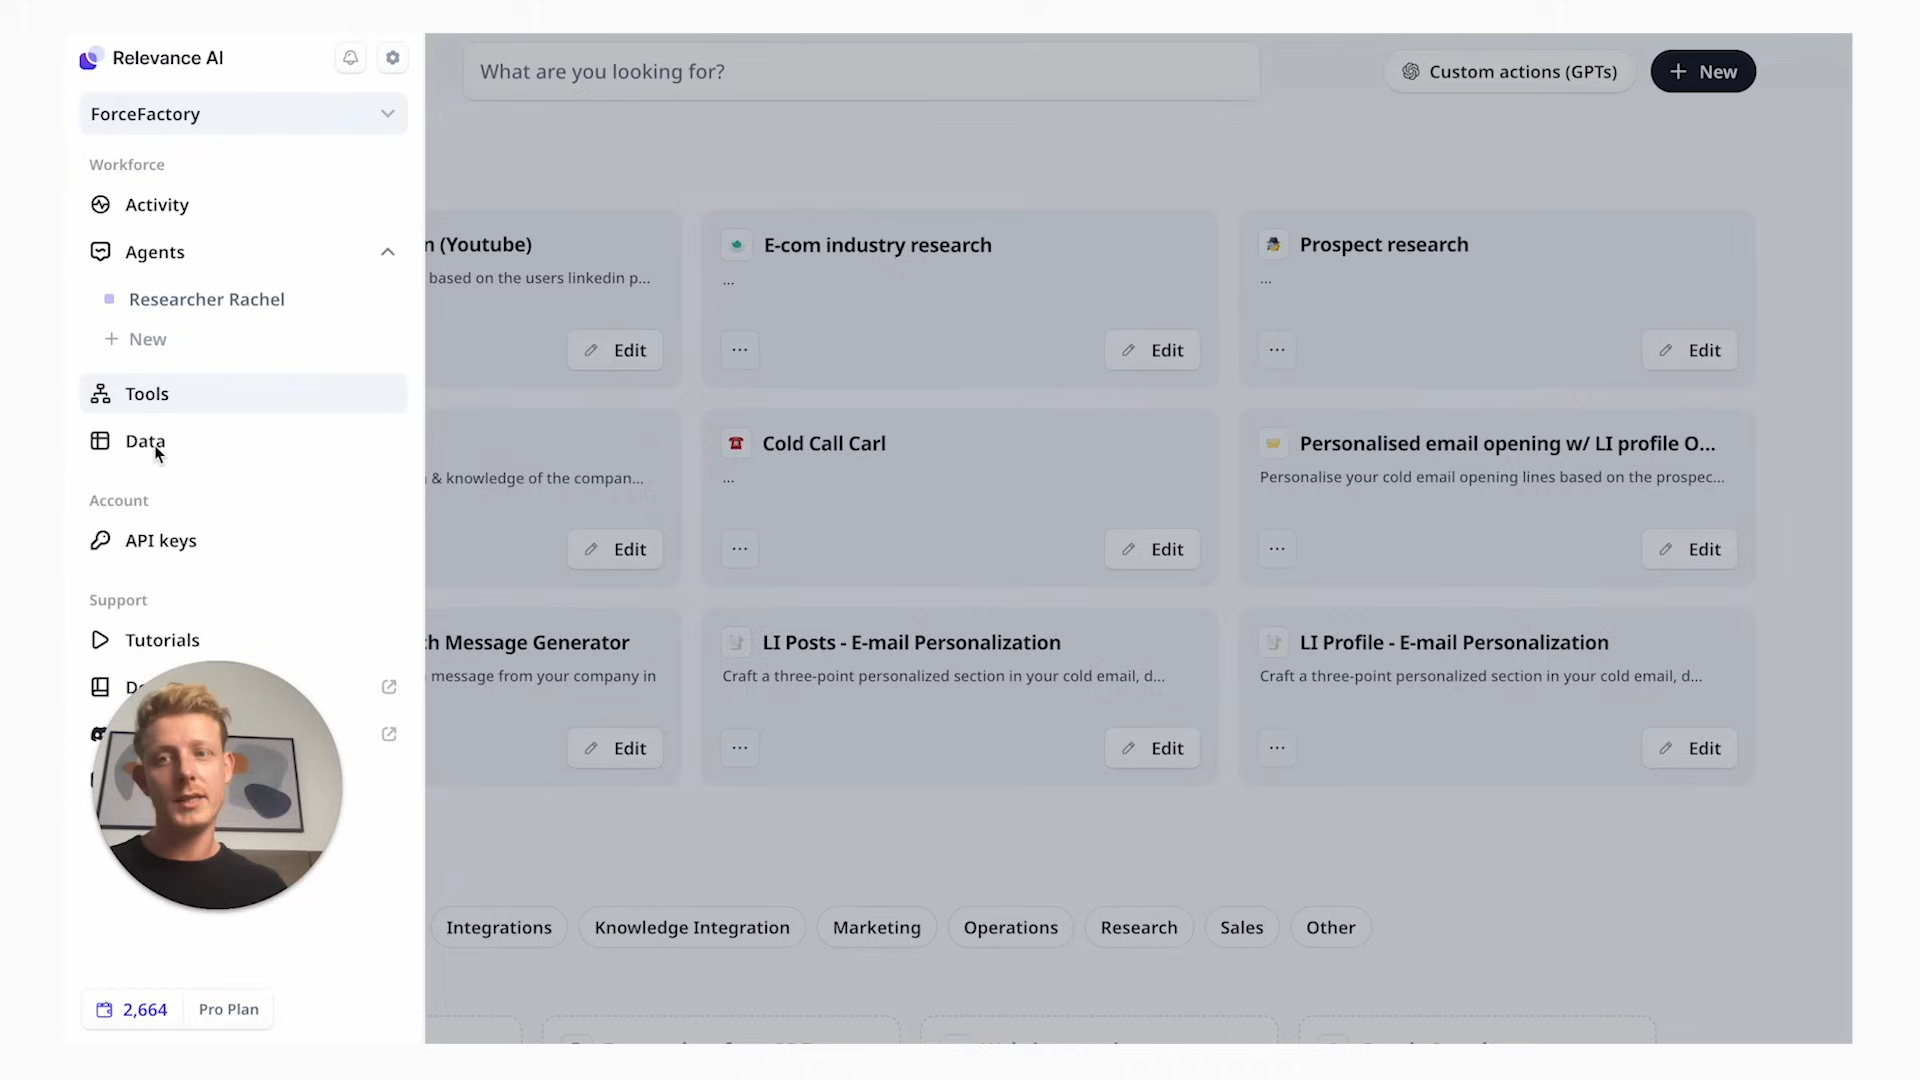 Relevance AI
What are you looking for?
Custom actions (GPTs)
+ New
ForceFactory
Workforce
Activity
Agents
Researcher Rachel
+ New
Tools
Data
Account
API keys
Support
Tutorials
2,664
Pro Plan
n (Youtube)
based on the users linkedin p...
Edit
E-com industry research
...
...
Edit
Prospect research
...
...
Edit
& knowledge of the compan...
Edit
Cold Call Carl
...
...
Edit
Personalised email opening w/ LI profile O...
Personalise your cold email opening lines based on the prospec...
...
Edit
h Message Generator
message from your company in
Edit
LI Posts - E-mail Personalization
Craft a three-point personalized section in your cold email, d...
...
Edit
LI Profile - E-mail Personalization
Craft a three-point personalized section in your cold email, d...
...
Edit
Integrations
Knowledge Integration
Marketing
Operations
Research
Sales
Other